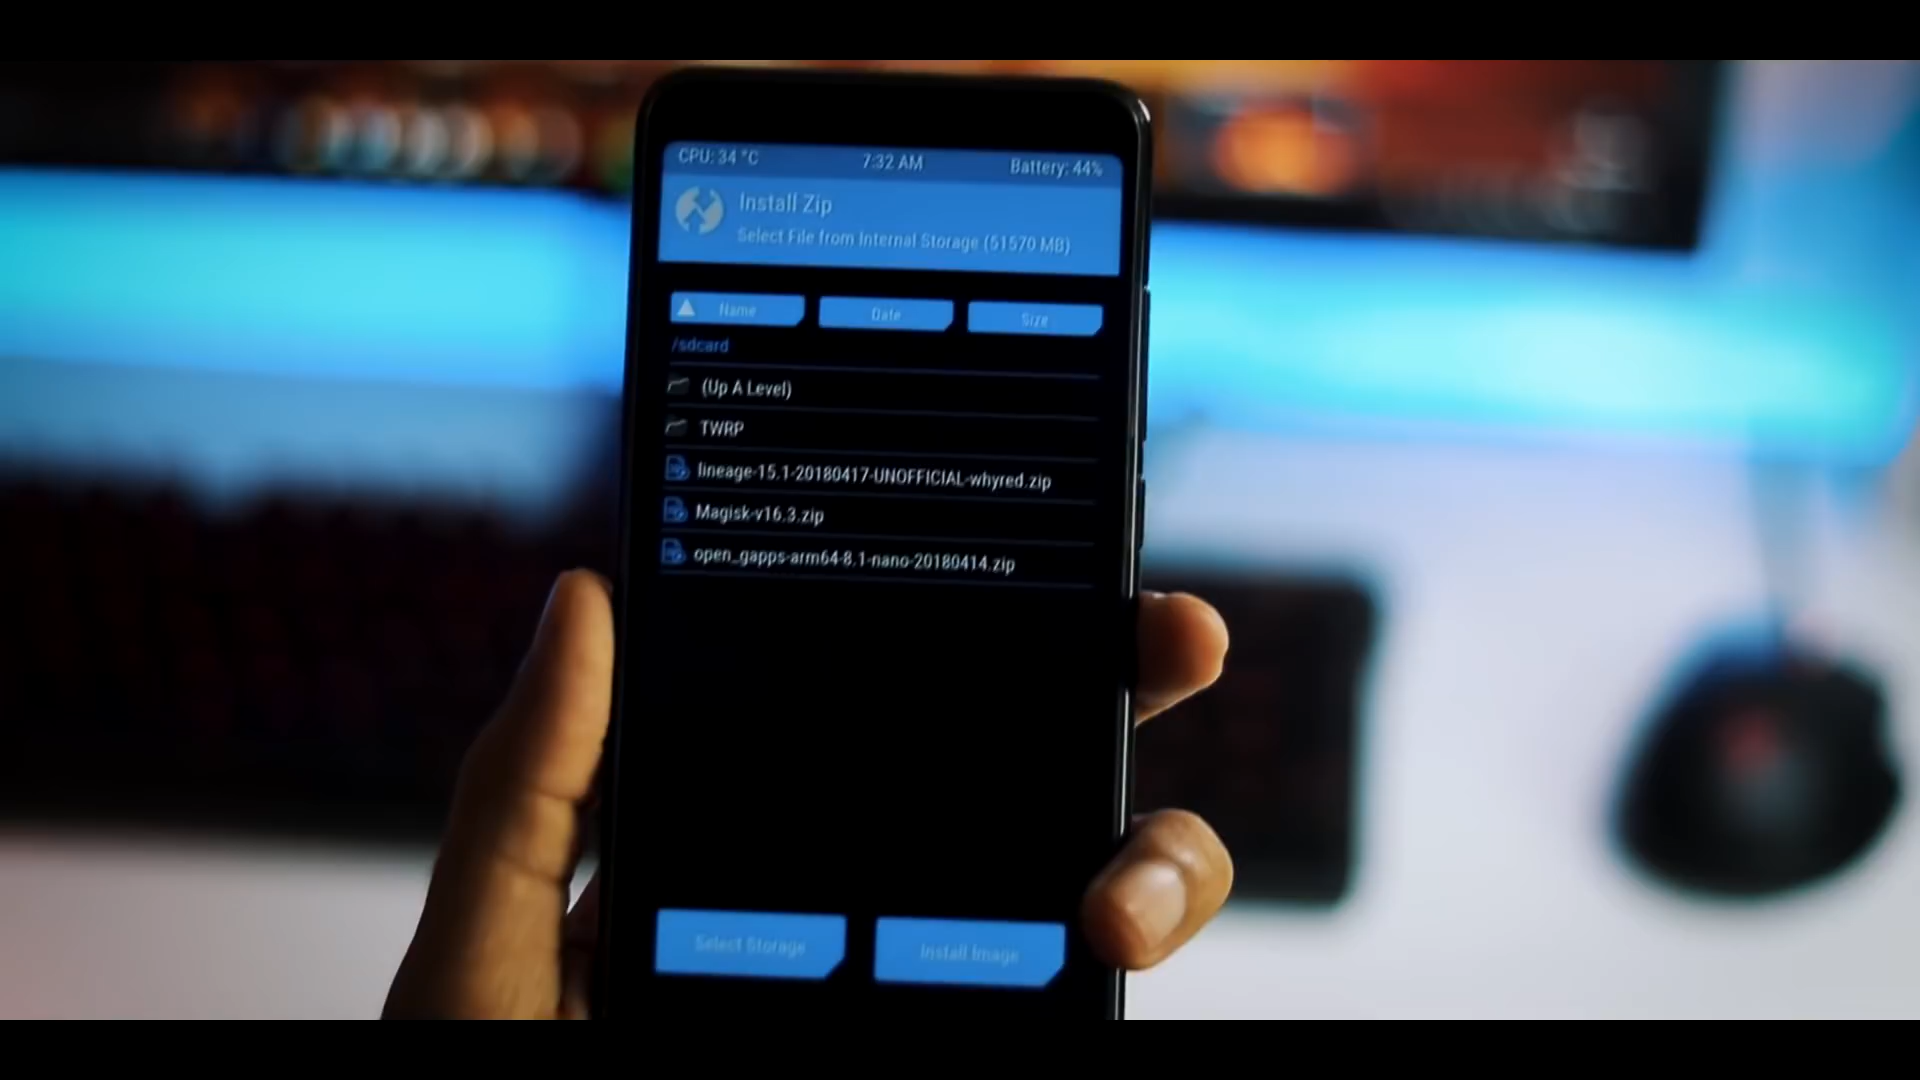 CPU: 34 °C 7:32 AM Battery: 44%
Install Zip
Select File from Internal Storage (51570 MB)
Name Date Size
/sdcard
(Up A Level)
TWRP
lineage-15.1-20180417-UNOFFICIAL-whyred.zip
Magisk-v16.3.zip
open_gapps-arm64-8.1-nano-20180414.zip
Select Storage Install Image